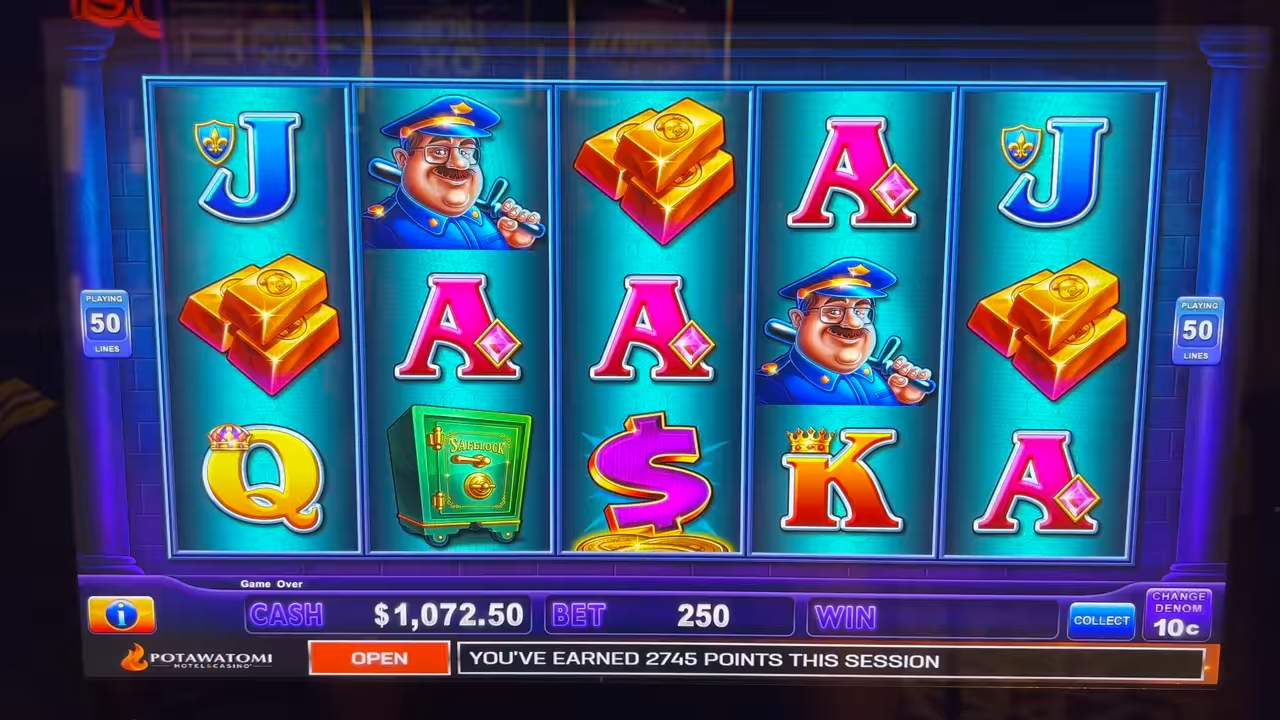 J A J
A A
SAFELOCK
Q $ K A
PLAYING
50
LINES
PLAYING
50
LINES
Game Over
i CASH $1,072.50 BET 250 WIN COLLECT
CHANGE
DENOM
10c
POTAWATOMI
HOTEL & CASINO
OPEN
YOU'VE EARNED 2745 POINTS THIS SESSION